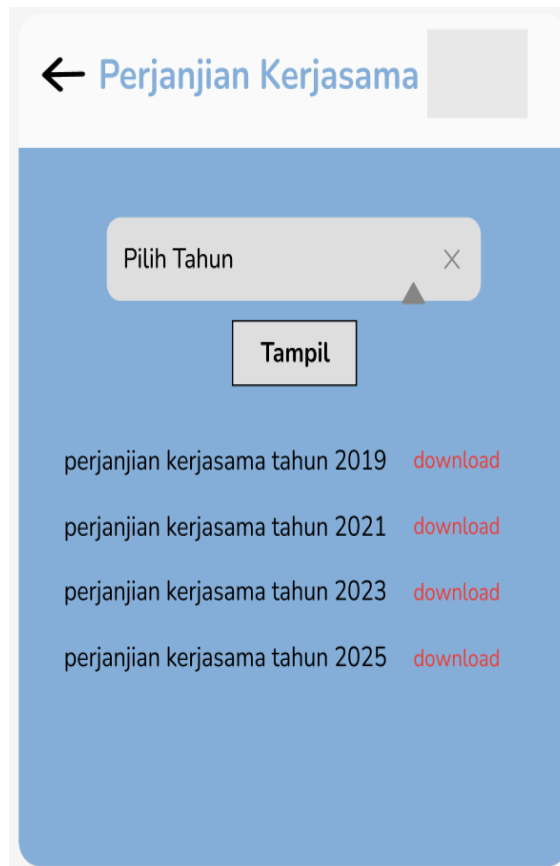 Perjanjian Kerjasama
Pilih Tahun X
Tampil
perjanjian kerjasama tahun 2019 download
perjanjian kerjasama tahun 2021 download
perjanjian kerjasama tahun 2023 download
perjanjian kerjasama tahun 2025 download